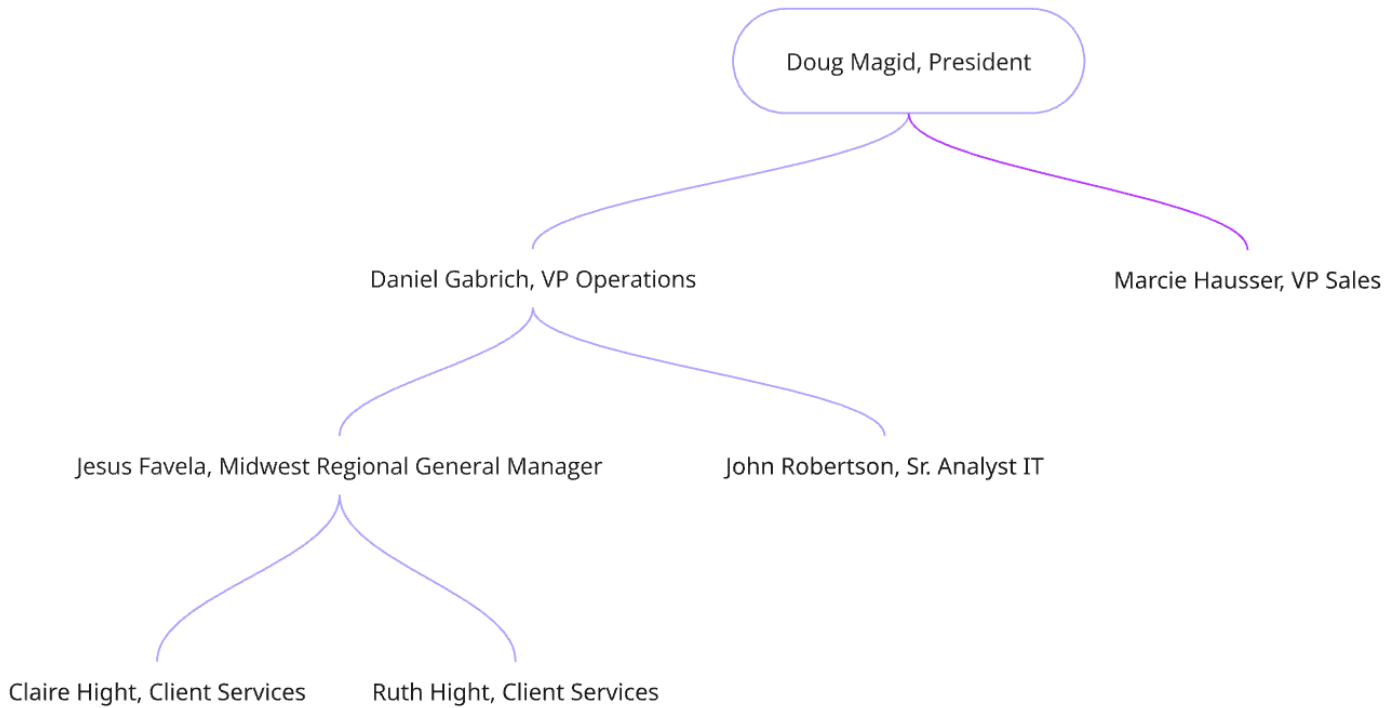 Doug Magid, President
Daniel Gabrich, VP Operations
Marcie Hausser, VP Sales
Jesus Favela, Midwest Regional General Manager
John Robertson, Sr. Analyst IT
Claire Hight, Client Services
Ruth Hight, Client Services